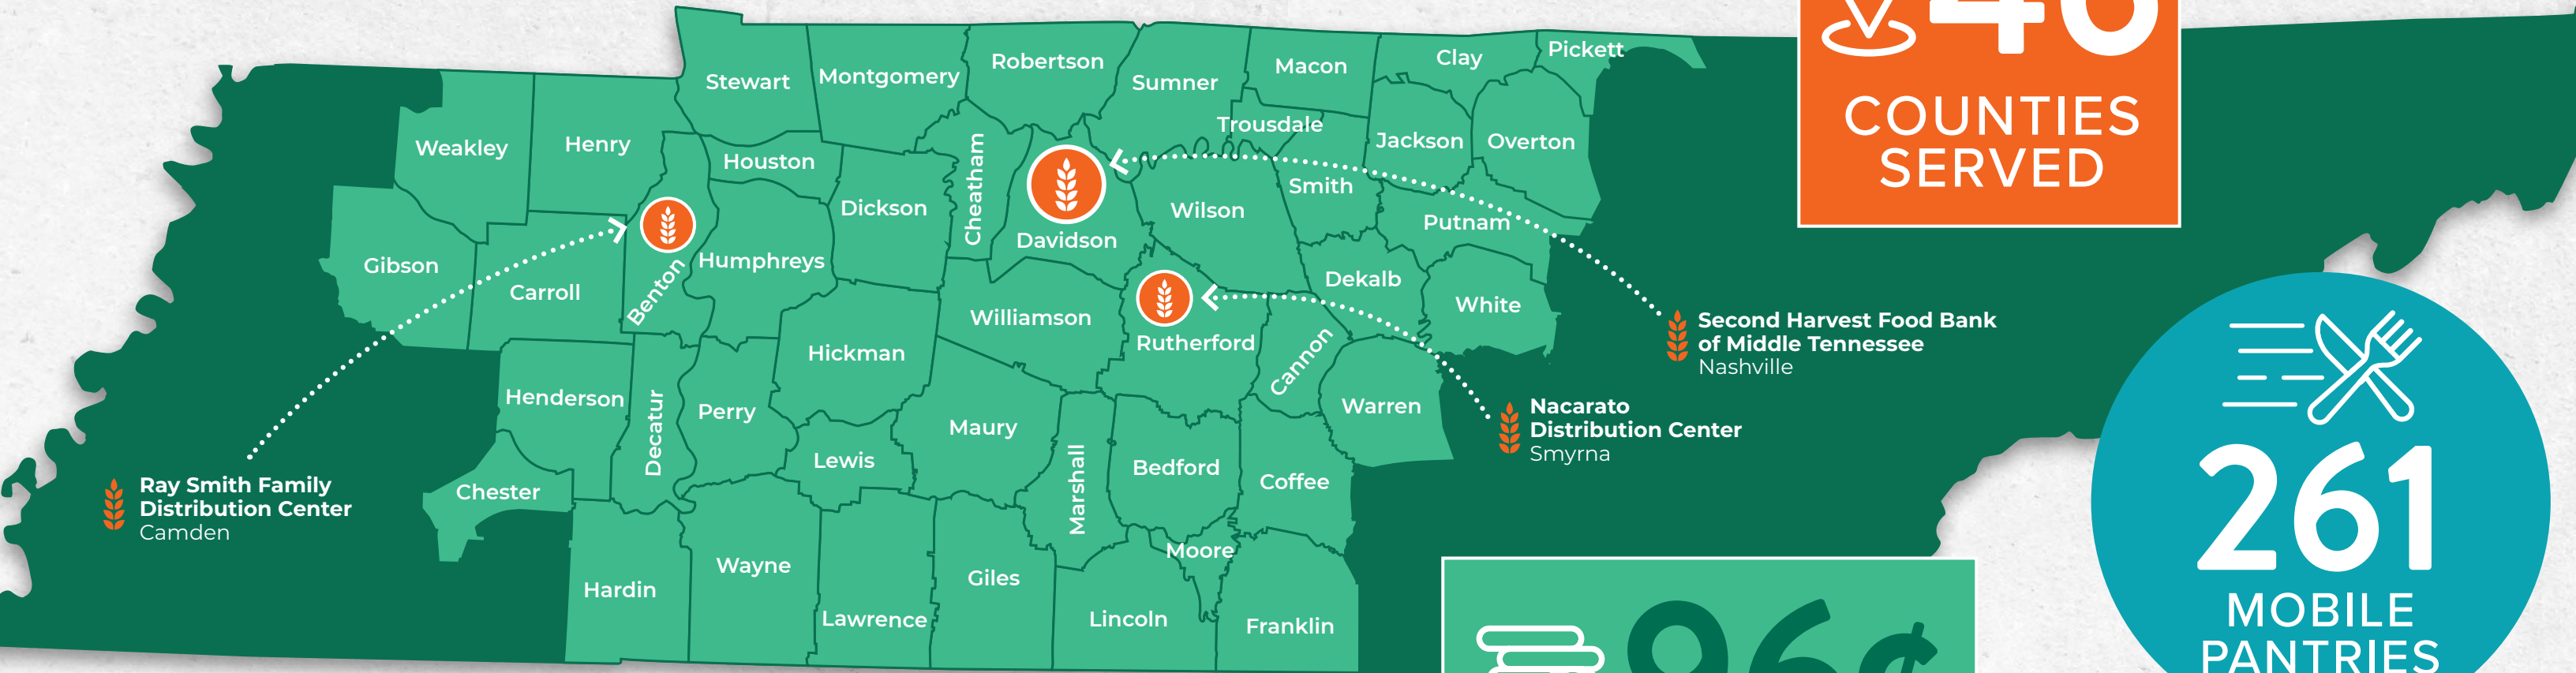 Stewart
Montgomery
Robertson
Sumner
Macon
Clay
Pickett
Weakley
Henry
Houston
Dickson
Cheatham
Davidson
Trousdale
Wilson
Smith
Jackson
Overton
Putnam
Gibson
Carroll
Benton
Humphreys
Williamson
Rutherford
Cannon
Dekalb
White
Hickman
Henderson
Decatur
Perry
Lewis
Maury
Marshall
Bedford
Coffee
Warren
Chester
Hardin
Wayne
Lawrence
Giles
Lincoln
Moore
Franklin
Ray Smith Family
Distribution Center
Camden
Second Harvest Food Bank
of Middle Tennessee
Nashville
Nacarato
Distribution Center
Smyrna
46
COUNTIES
SERVED
261
MOBILE
PANTRIES
96¢